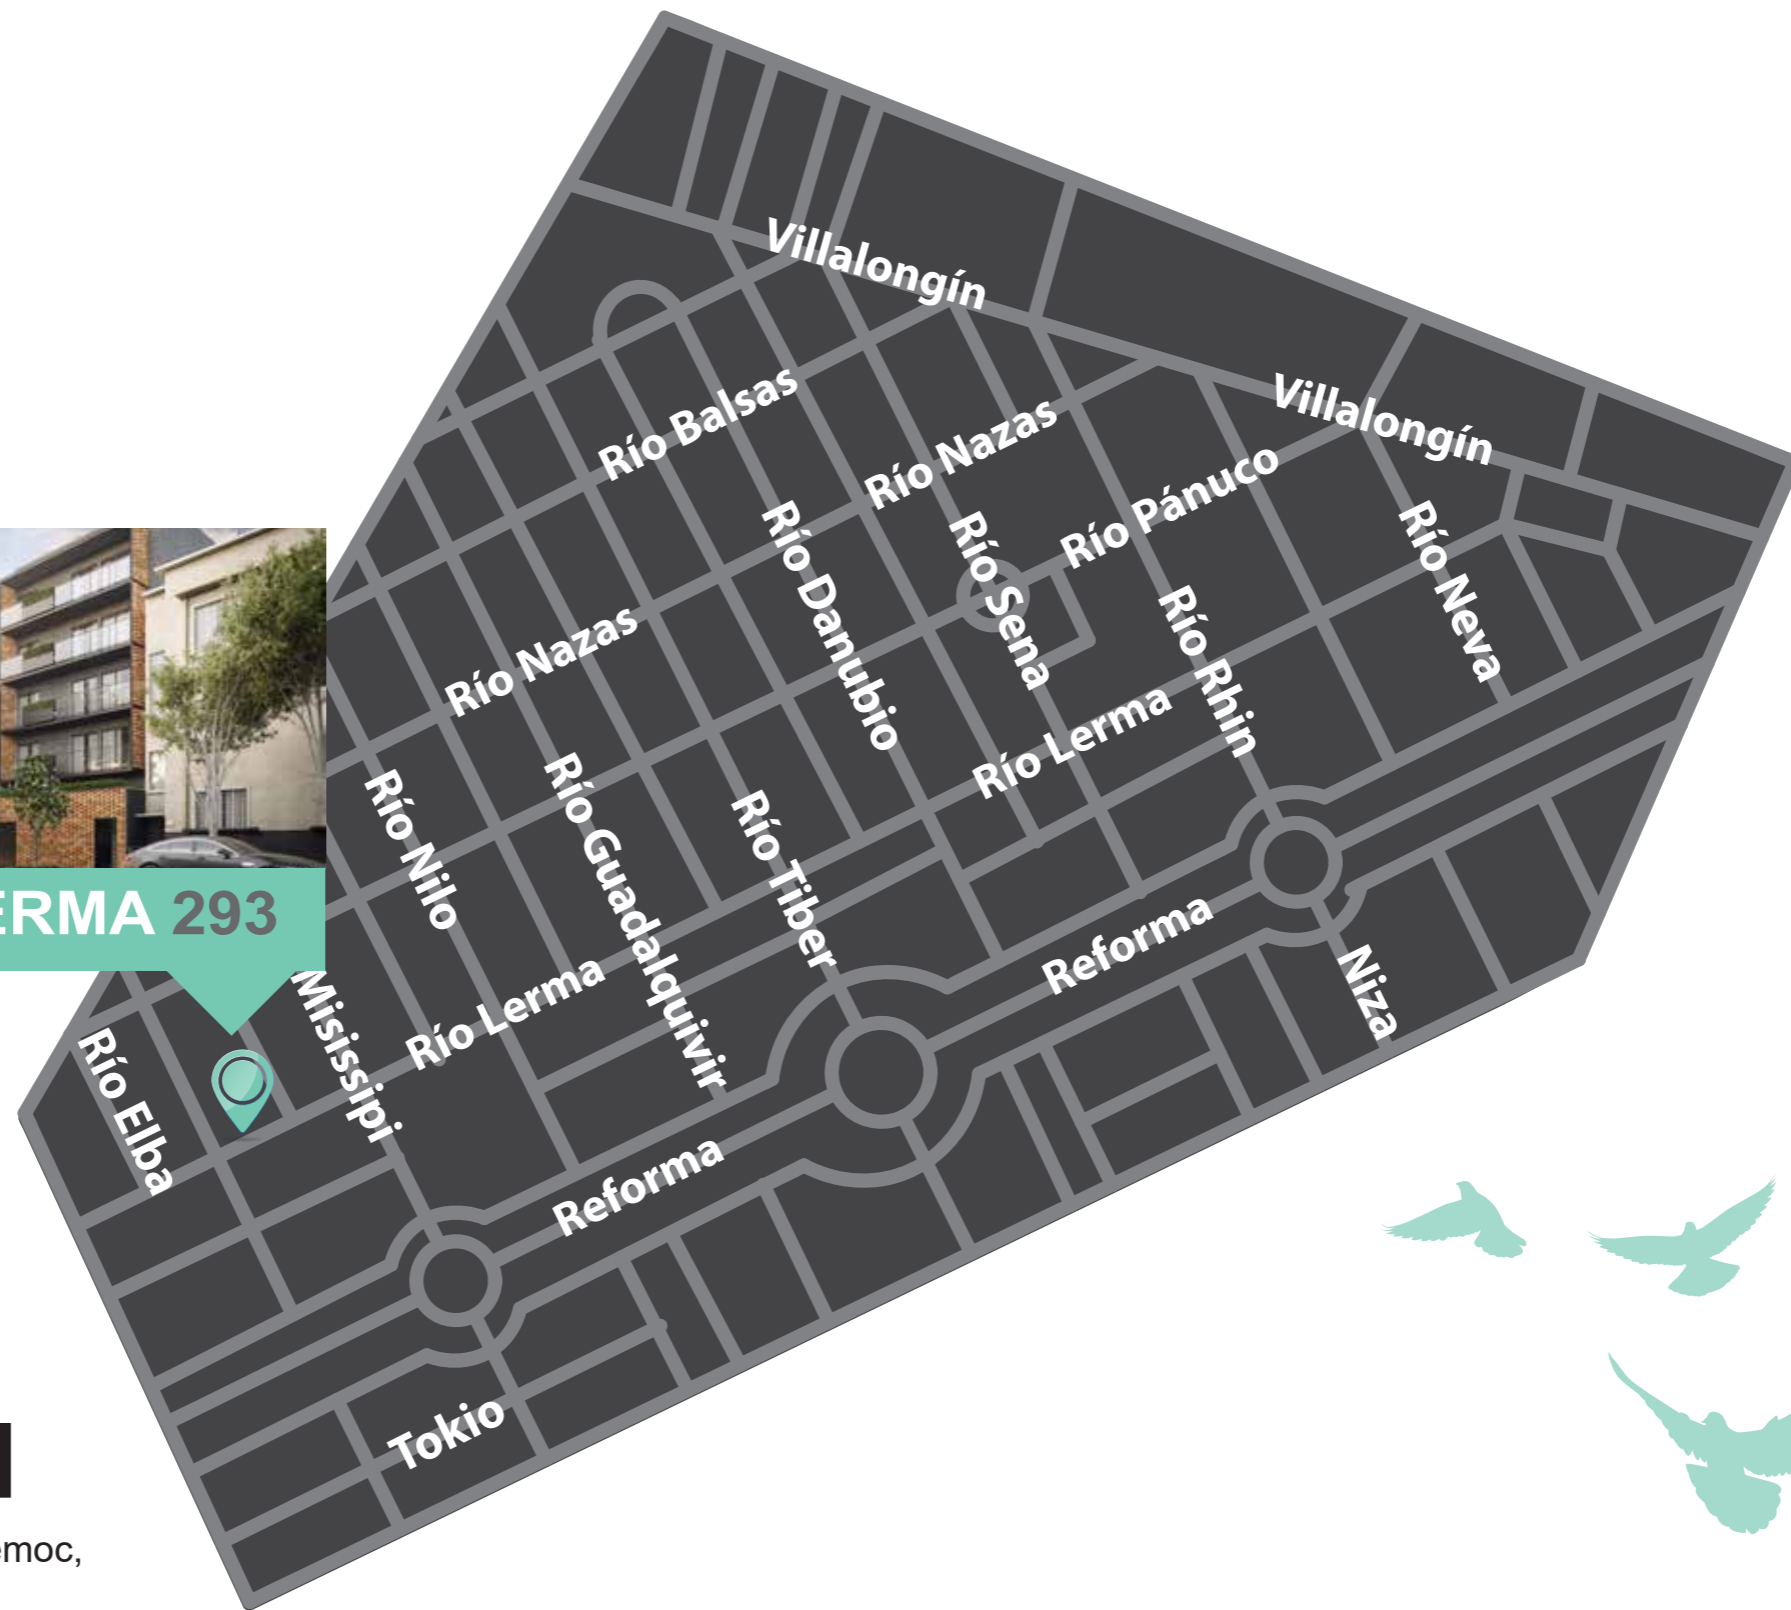 Villalongín
Villalongín
Río Balsas
Río Nazas
Río Pánuco
Río Danubio
Río Sena
Río Neva
Río Rhin
Río Nazas
Río Lerma
Río Nilo
Río Guadalquivir
Río Tiber
ERMA 293
Río Lerma
Misissipi
Río Elba
Reforma
Niza
Reforma
Tokio
emoc,